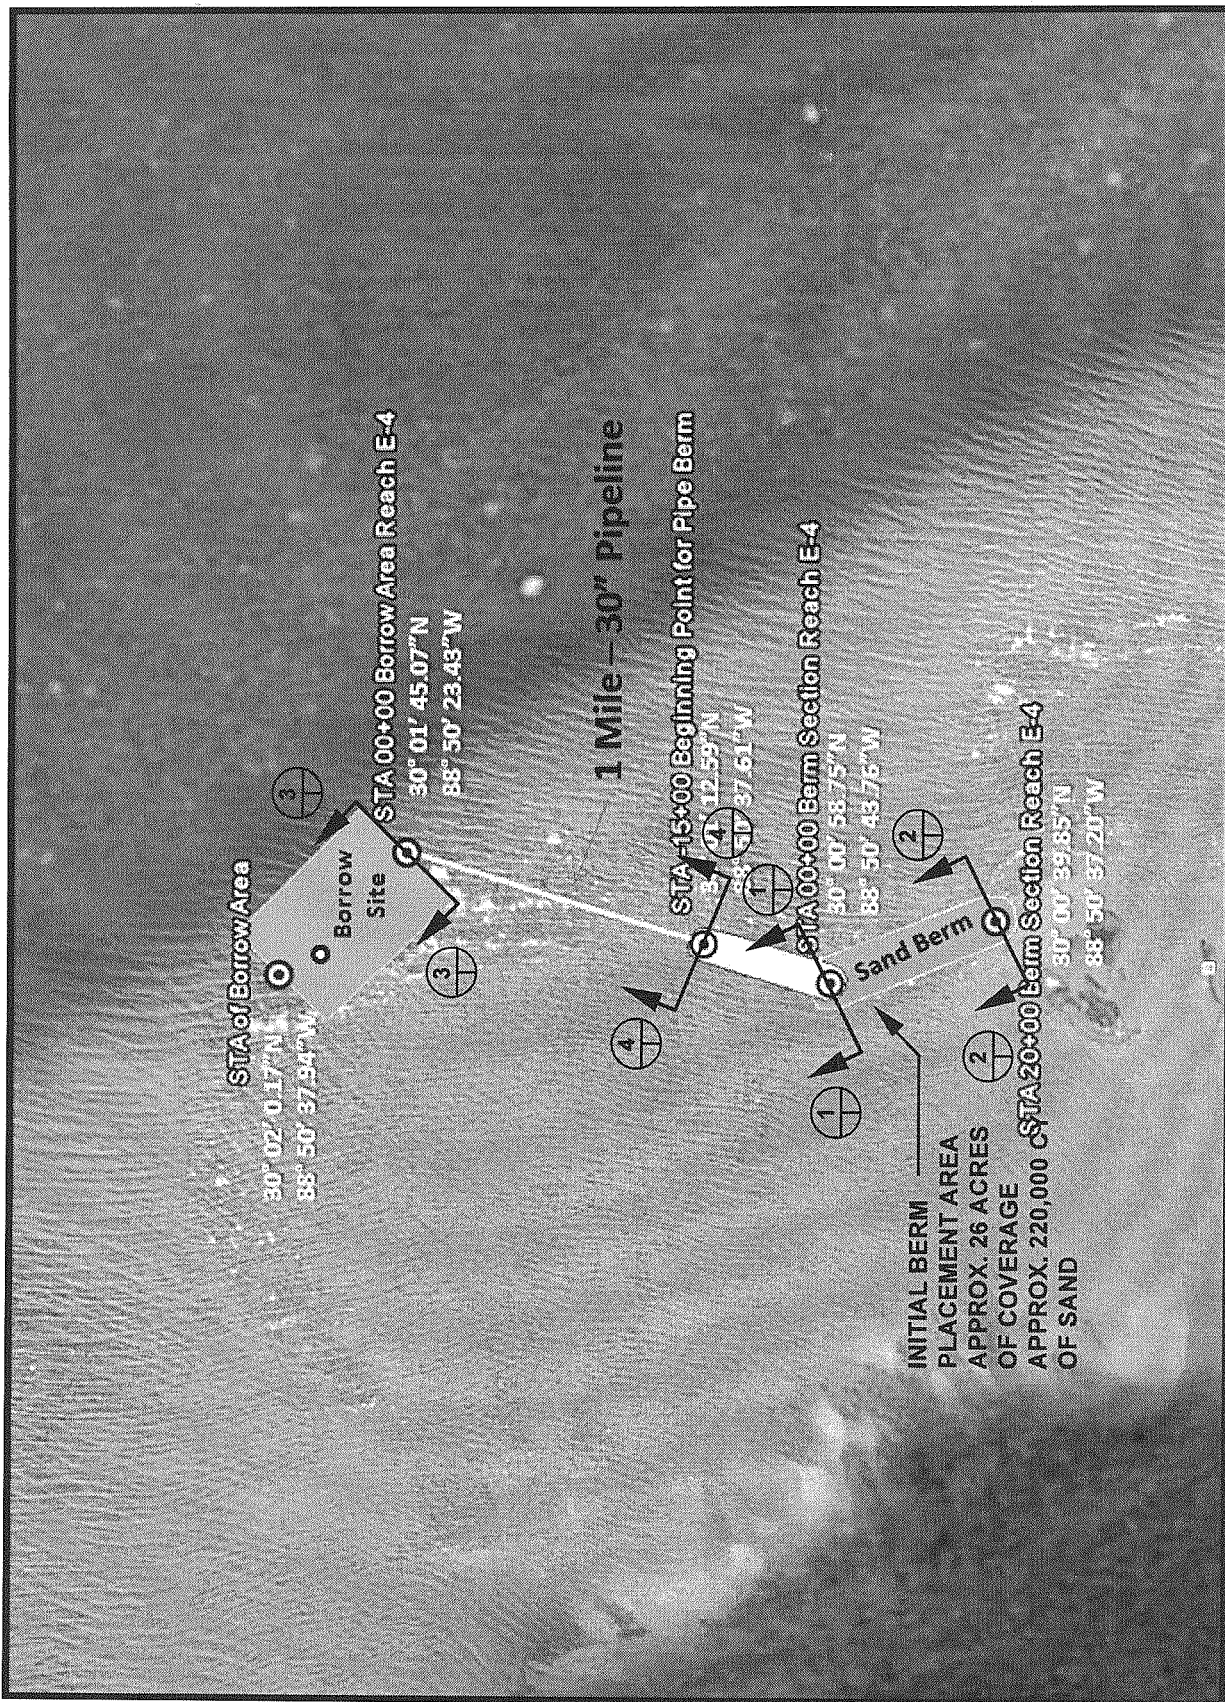 STA of Borrow Area
30° 02' 0.17"N
88° 50' 37.94"W
3
Borrow
Site
3
STA 00+00 Borrow Area Reach E-4
30° 01' 45.07"N
88° 50' 23.43"W
1 Mile – 30" Pipeline
STA -15+00 Beginning Point for Pipe Berm
12.59"N
37.61"W
4
4
1
STA 00+00 Berm Section Reach E-4
30° 00' 58.75"N
88° 50' 43.76"W
1
Sand Berm
2
2
STA 20+00 Berm Section Reach E-4
30° 00' 39.85"N
88° 50' 37.20"W
INITIAL BERM
PLACEMENT AREA
APPROX. 26 ACRES
OF COVERAGE
APPROX. 220,000 CY
OF SAND